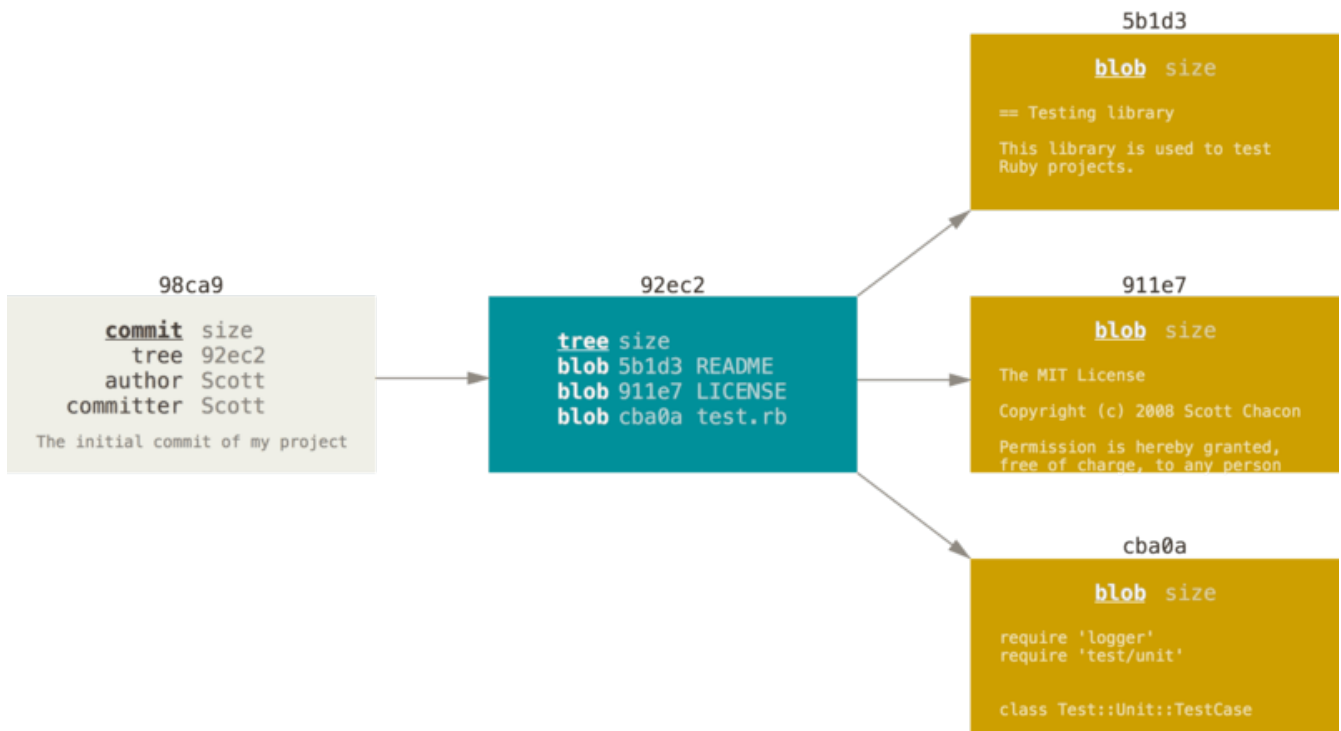 98ca9
commit size
tree 92ec2
author Scott
committer Scott
The initial commit of my project
92ec2
tree size
blob 5b1d3 README
blob 911e7 LICENSE
blob cba0a test.rb
5b1d3
blob size
== Testing library
This library is used to test
Ruby projects.
911e7
blob size
The MIT License
Copyright (c) 2008 Scott Chacon
Permission is hereby granted,
free of charge, to any person
cba0a
blob size
require 'logger'
require 'test/unit'
class Test::Unit::TestCase